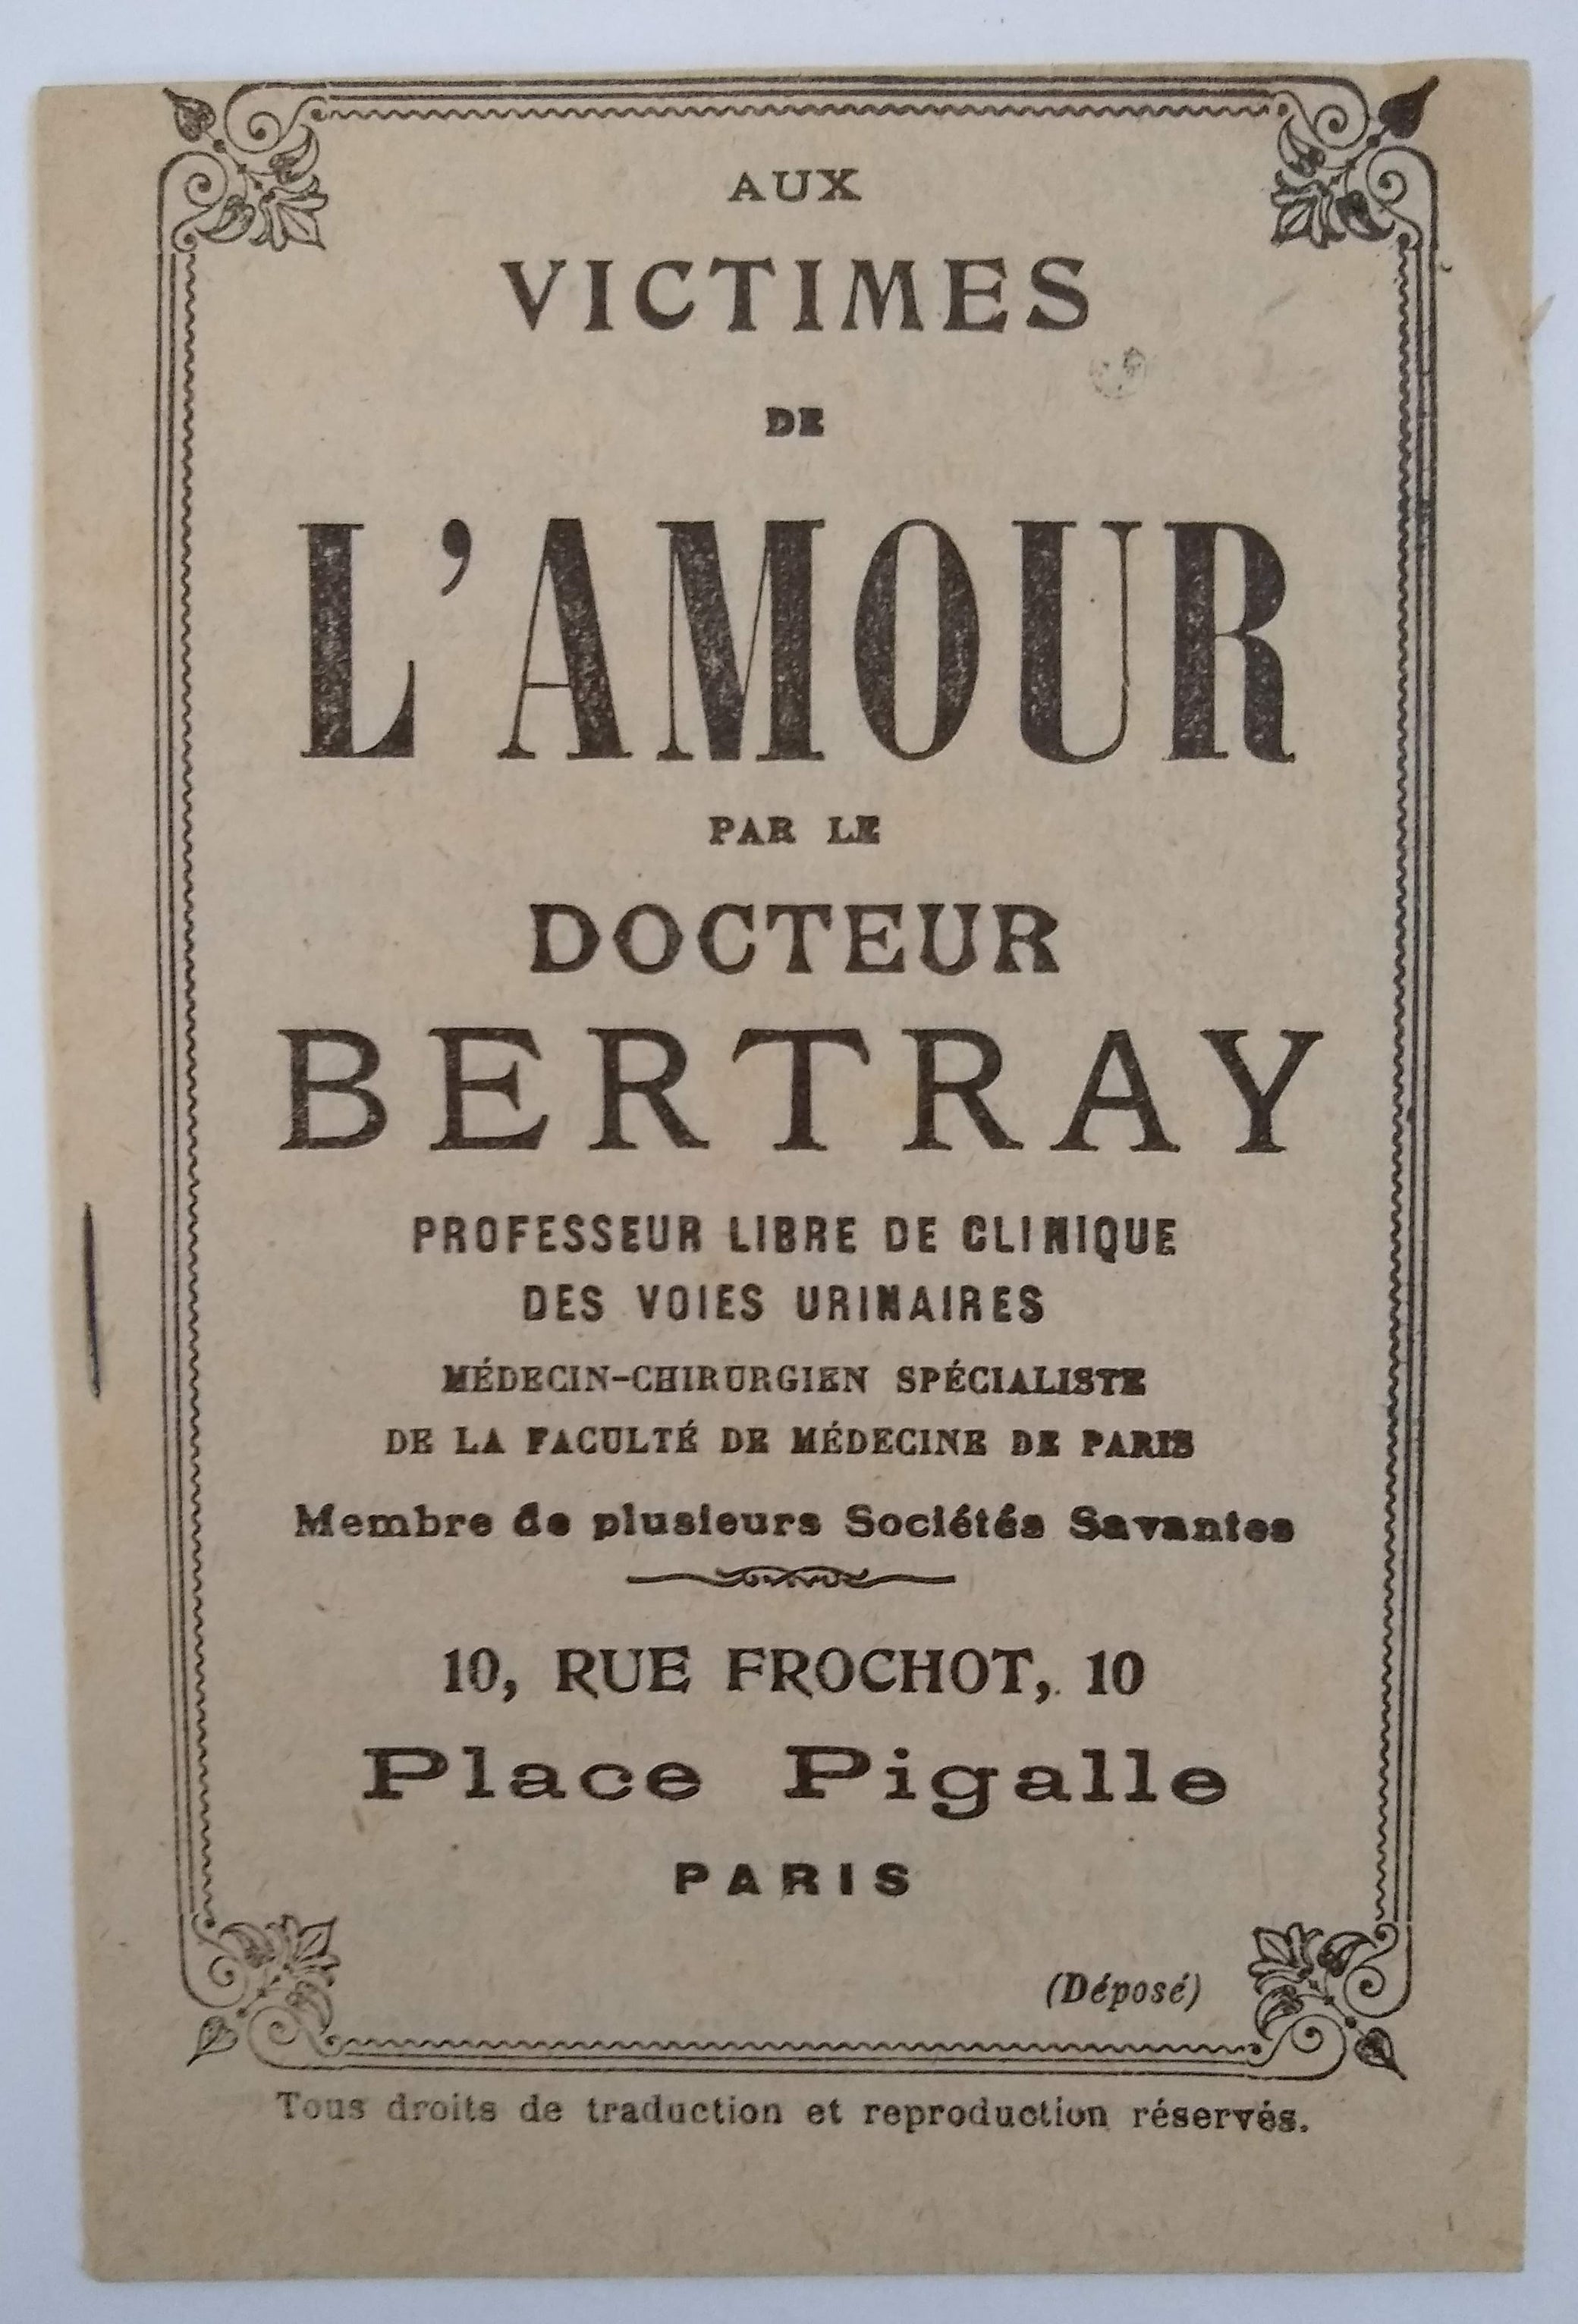 AUX
VICTIMES
DE
L'AMOUR
PAR LE
DOCTEUR
BERTRAY
PROFESSEUR LIBRE DE CLINIQUE
DES VOIES URINAIRES
MÉDECIN-CHIRURGIEN SPÉCIALISTE
DE LA FACULTÉ DE MÉDECINE DE PARIS
Membre de plusieurs Sociétés Savantes
10, RUE FROCHOT, 10
Place Pigalle
PARIS
(Déposé)
Tous droits de traduction et reproduction réservés.